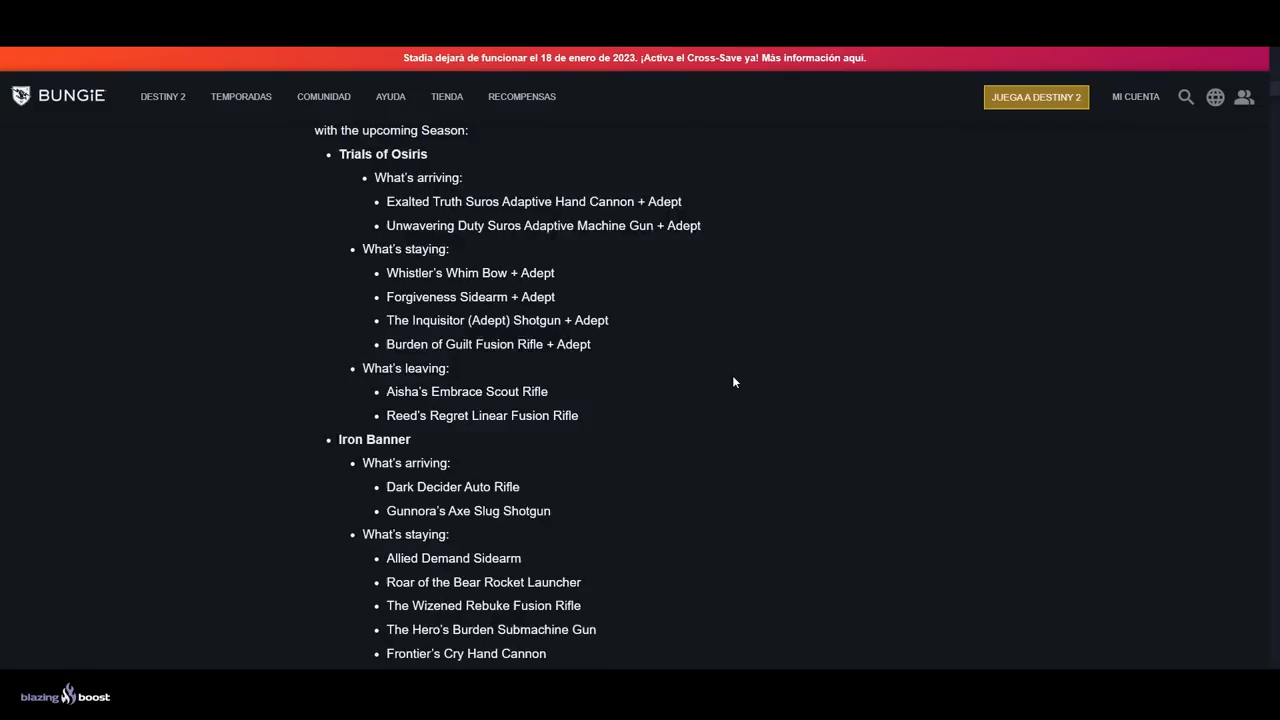 Stadia dejará de funcionar el 18 de enero de 2023. ¡Activa el Cross-Save ya! Más información aquí.
BUNGiE DESTINY 2 TEMPORADAS COMUNIDAD AYUDA TIENDA RECOMPENSAS JUEGA A DESTINY 2 MI CUENTA
with the upcoming Season:
• Trials of Osiris
• What's arriving:
• Exalted Truth Suros Adaptive Hand Cannon + Adept
• Unwavering Duty Suros Adaptive Machine Gun + Adept
• What's staying:
• Whistler's Whim Bow + Adept
• Forgiveness Sidearm + Adept
• The Inquisitor (Adept) Shotgun + Adept
• Burden of Guilt Fusion Rifle + Adept
• What's leaving:
• Aisha's Embrace Scout Rifle
• Reed's Regret Linear Fusion Rifle
• Iron Banner
• What's arriving:
• Dark Decider Auto Rifle
• Gunnora's Axe Slug Shotgun
• What's staying:
• Allied Demand Sidearm
• Roar of the Bear Rocket Launcher
• The Wizened Rebuke Fusion Rifle
• The Hero's Burden Submachine Gun
• Frontier's Cry Hand Cannon
blazing boost